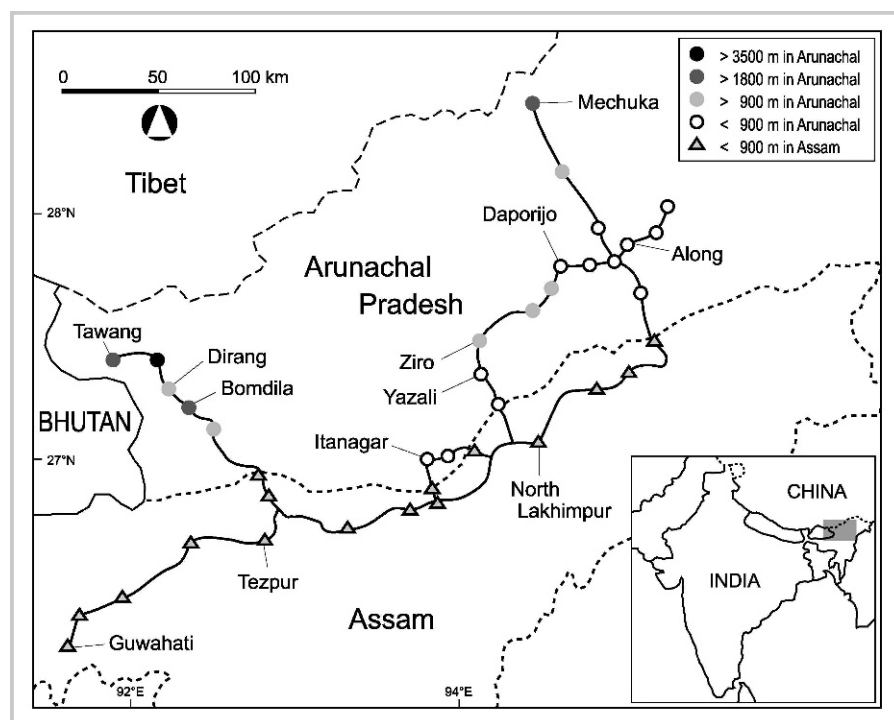 > 3500 m in Arunachal
0 50 100 km
> 1800 m in Arunachal
> 900 m in Arunachal
Mechuka
< 900 m in Arunachal
< 900 m in Assam
Tibet
28°N
Daporijo
Along
Arunachal
Pradesh
Tawang
Dirang
Ziro
Bomdila
Yazali
BHUTAN
Itanagar
27°N
North
Lakhimpur
CHINA
Tezpur
INDIA
Assam
Guwahati
92°E
94°E